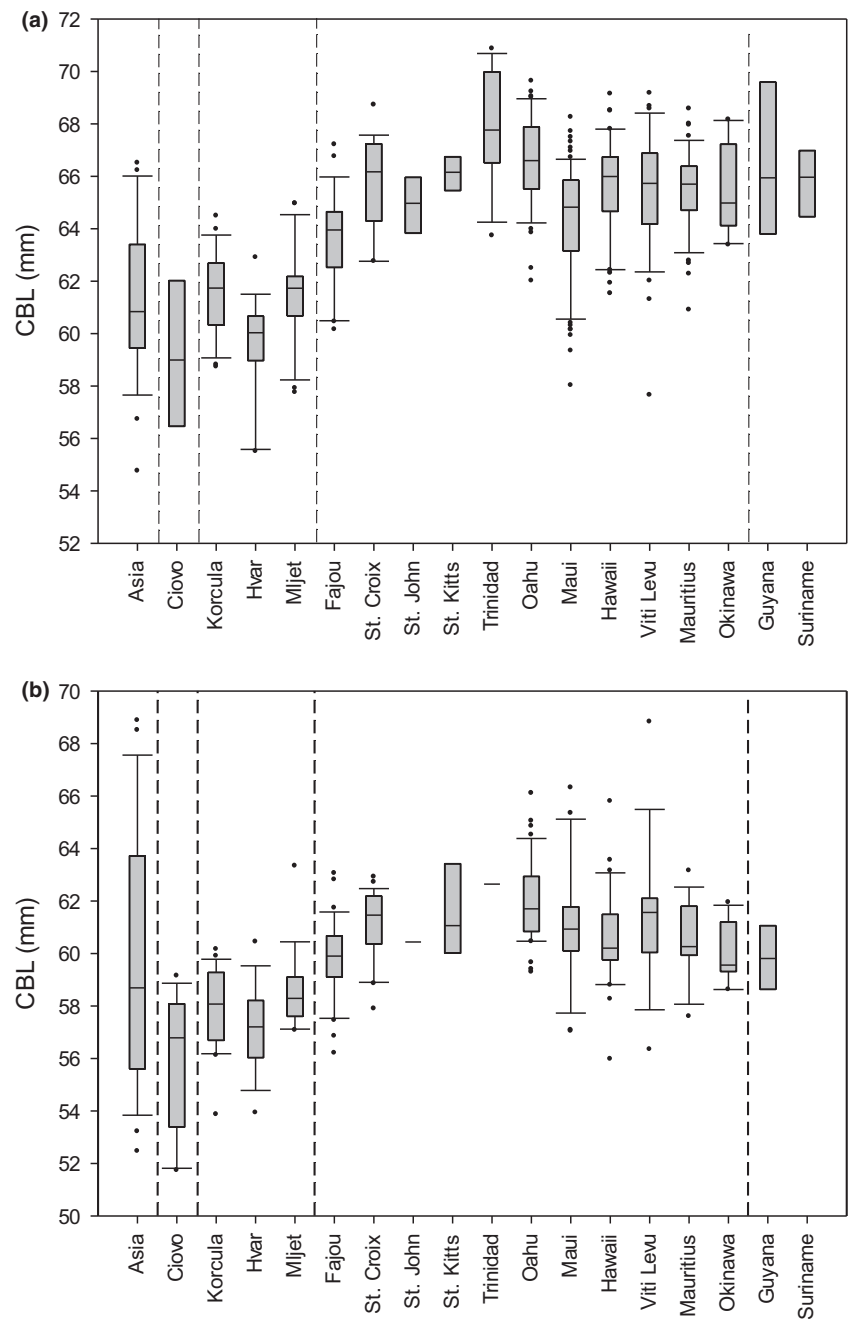 (a)
72
70
68
66
64
62
60
58
56
54
52
CBL (mm)
Asia
Ciovo
Korcula
Hvar
Mljet
Fajou
St. Croix
St. John
St. Kitts
Trinidad
Oahu
Maui
Hawaii
Viti Levu
Mauritius
Okinawa
Guyana
Suriname
(b)
70
68
66
64
62
60
58
56
54
52
50
CBL (mm)
Asia
Ciovo
Korcula
Hvar
Mljet
Fajou
St. Croix
St. John
St. Kitts
Trinidad
Oahu
Maui
Hawaii
Viti Levu
Mauritius
Okinawa
Guyana
Suriname